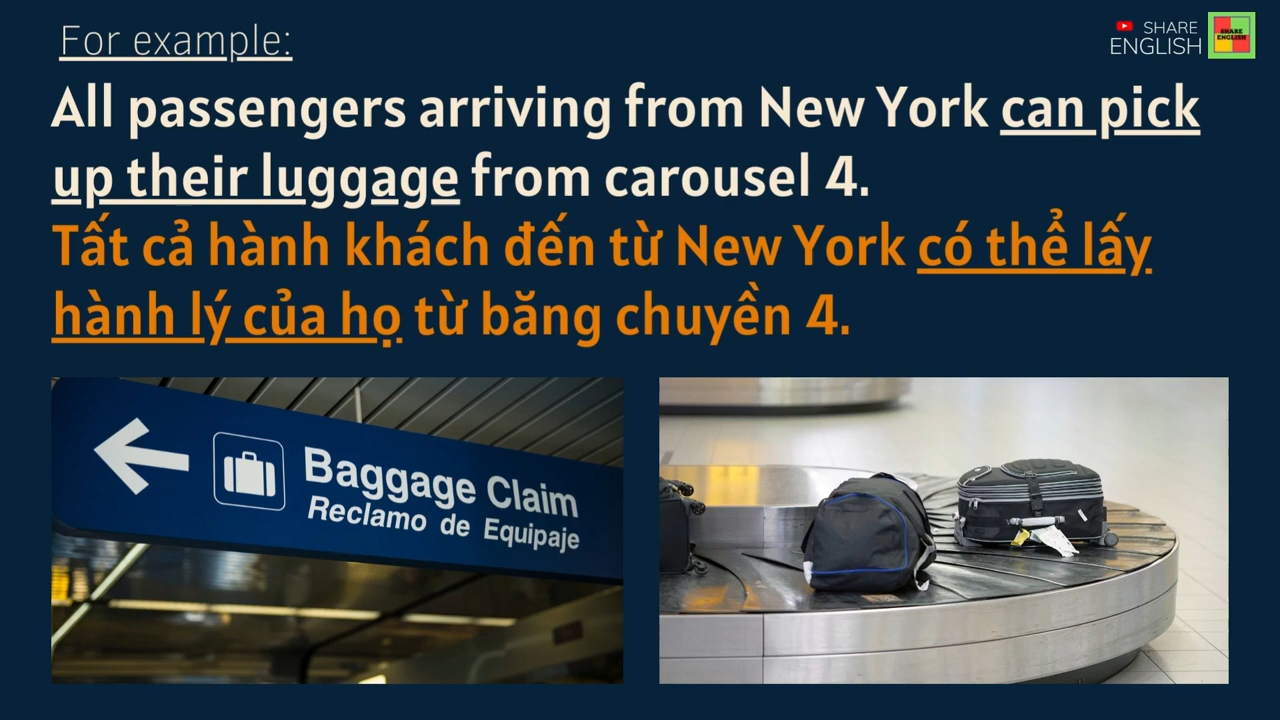 For example:
SHARE
ENGLISH
SHARE
ENGLISH
All passengers arriving from New York can pick
up their luggage from carousel 4.
Tất cả hành khách đến từ New York có thể lấy
hành lý của họ từ băng chuyền 4.
Baggage Claim
Reclamo de Equipaje